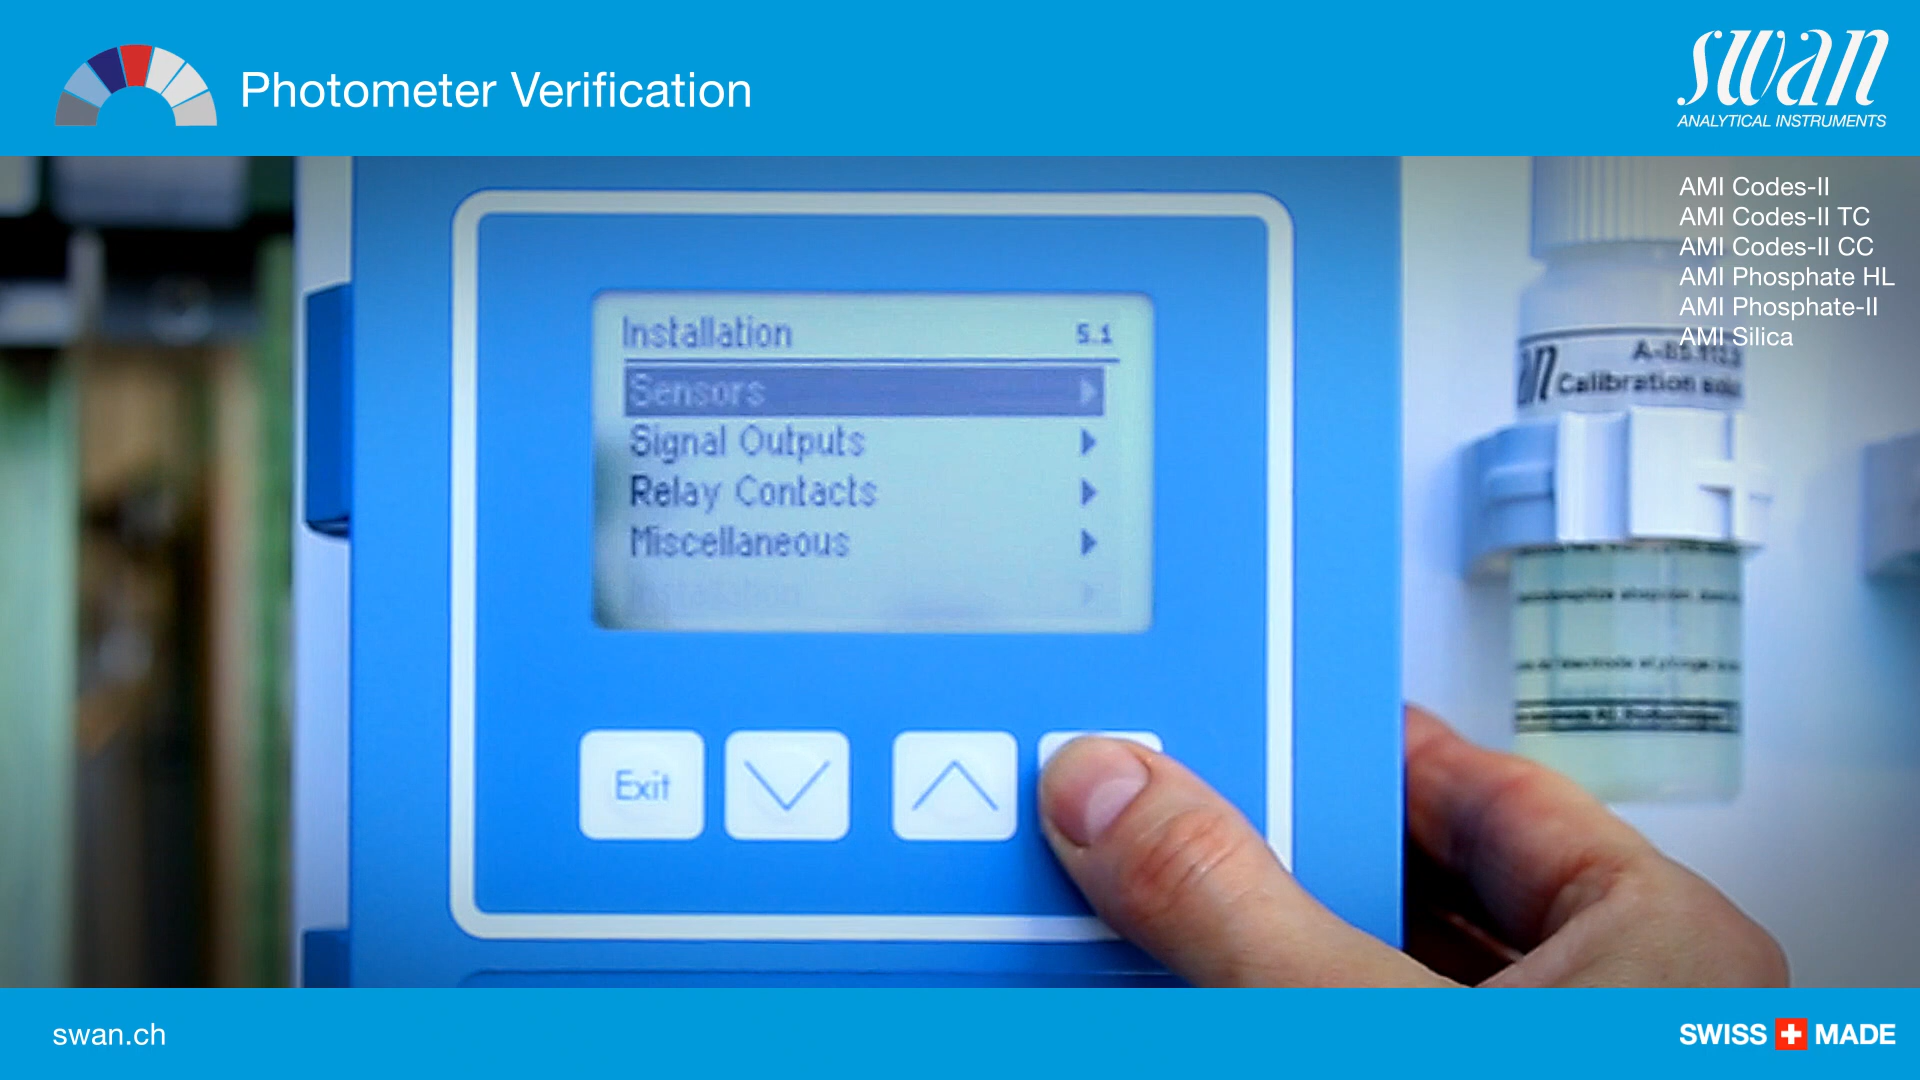 Photometer Verification
swan
ANALYTICAL INSTRUMENTS
AMI Codes-II
AMI Codes-II TC
AMI Codes-II CC
AMI Phosphate HL
AMI Phosphate-II
AMI Silica
Installation 5.1
Sensors
Signal Outputs
Relay Contacts
Miscellaneous
Installation
Exit
Calibration
swan.ch
SWISS MADE